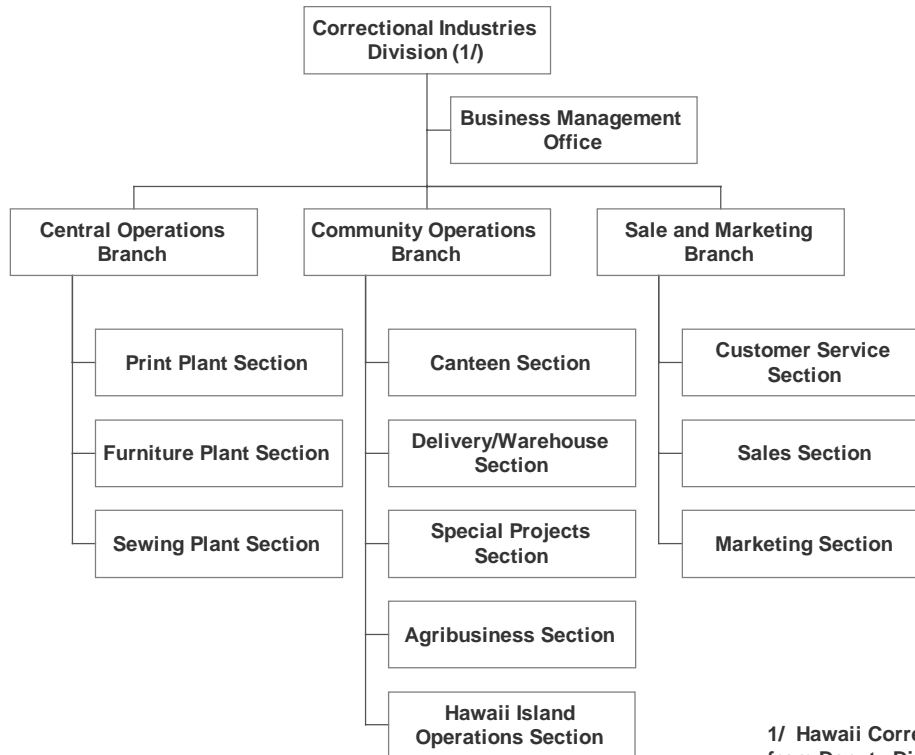 Correctional Industries
Division (1/)
Business Management
Office
Central Operations
Branch
Community Operations
Branch
Sale and Marketing
Branch
Print Plant Section
Canteen Section
Customer Service
Section
Furniture Plant Section
Delivery/Warehouse
Section
Sales Section
Sewing Plant Section
Special Projects
Section
Marketing Section
Agribusiness Section
Hawaii Island
Operations Section
1/ Hawaii